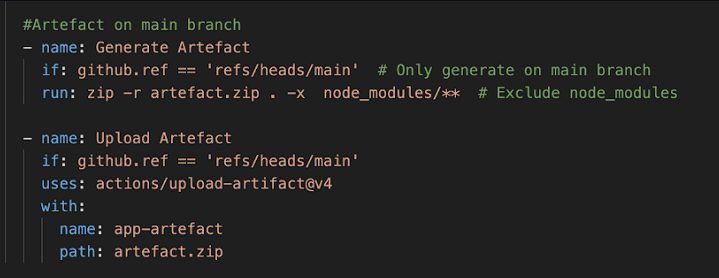 #Artefact on main branch
- name: Generate Artefact
if: github.ref == 'refs/heads/main'  # Only generate on main branch
run: zip -r artefact.zip . -x  node_modules/**  # Exclude node_modules
- name: Upload Artefact
if: github.ref == 'refs/heads/main'
uses: actions/upload-artifact@v4
with:
name: app-artefact
path: artefact.zip